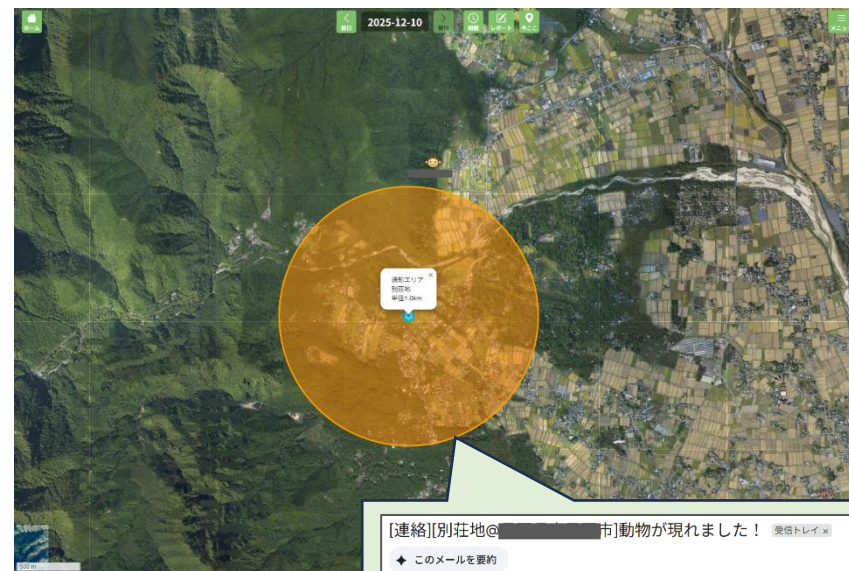 ホーム
前日
2025-12-10
翌日
期間
レポート
今ここ
メニュー
通知エリア
別荘地
半径1.0km
[連絡][別荘地@
市]動物が現れました！
受信トレイ ×
このメールを要約
500 m